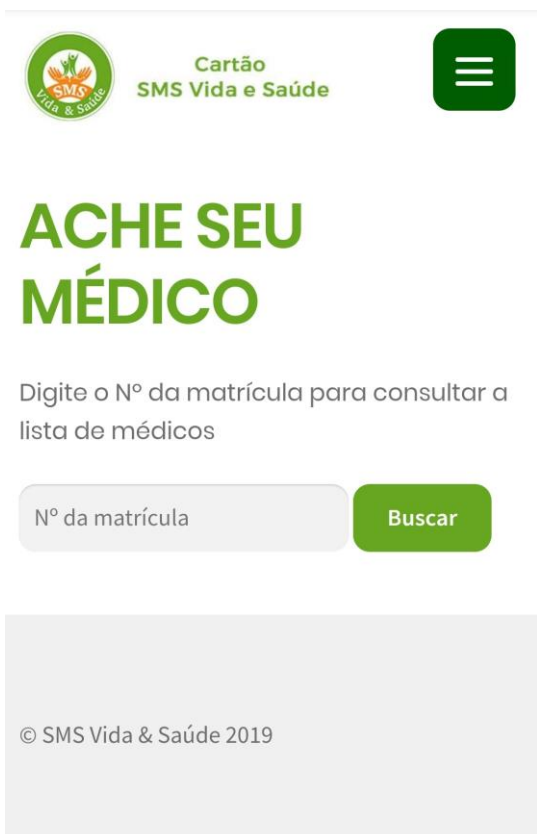 SMS
Vida & Saúde
Cartão
SMS Vida e Saúde
ACHE SEU
MÉDICO
Digite o Nº da matrícula para consultar a
lista de médicos
Nº da matrícula
Buscar
© SMS Vida & Saúde 2019